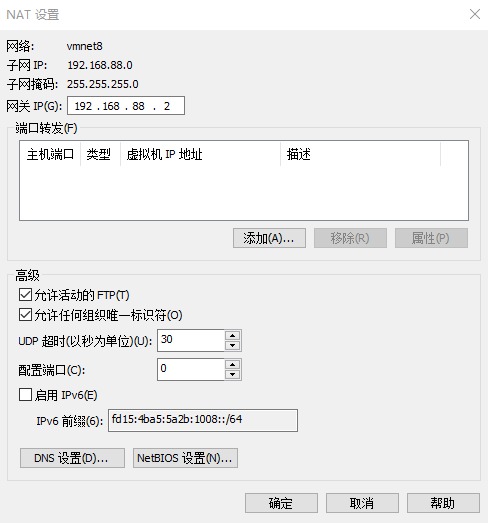 NAT 设置
网络: vmnet8
子网 IP: 192.168.88.0
子网掩码: 255.255.255.0
网关 IP(G): 192 . 168 . 88 . 2
端口转发(F)
主机端口 类型 虚拟机 IP 地址 描述
添加(A)... 移除(R) 属性(P)
高级
允许活动的 FTP(T)
允许任何组织唯一标识符(O)
UDP 超时(以秒为单位)(U): 30
配置端口(C): 0
启用 IPv6(E)
IPv6 前缀(6): fd15:4ba5:5a2b:1008::/64
DNS 设置(D)... NetBIOS 设置(N)...
确定 取消 帮助